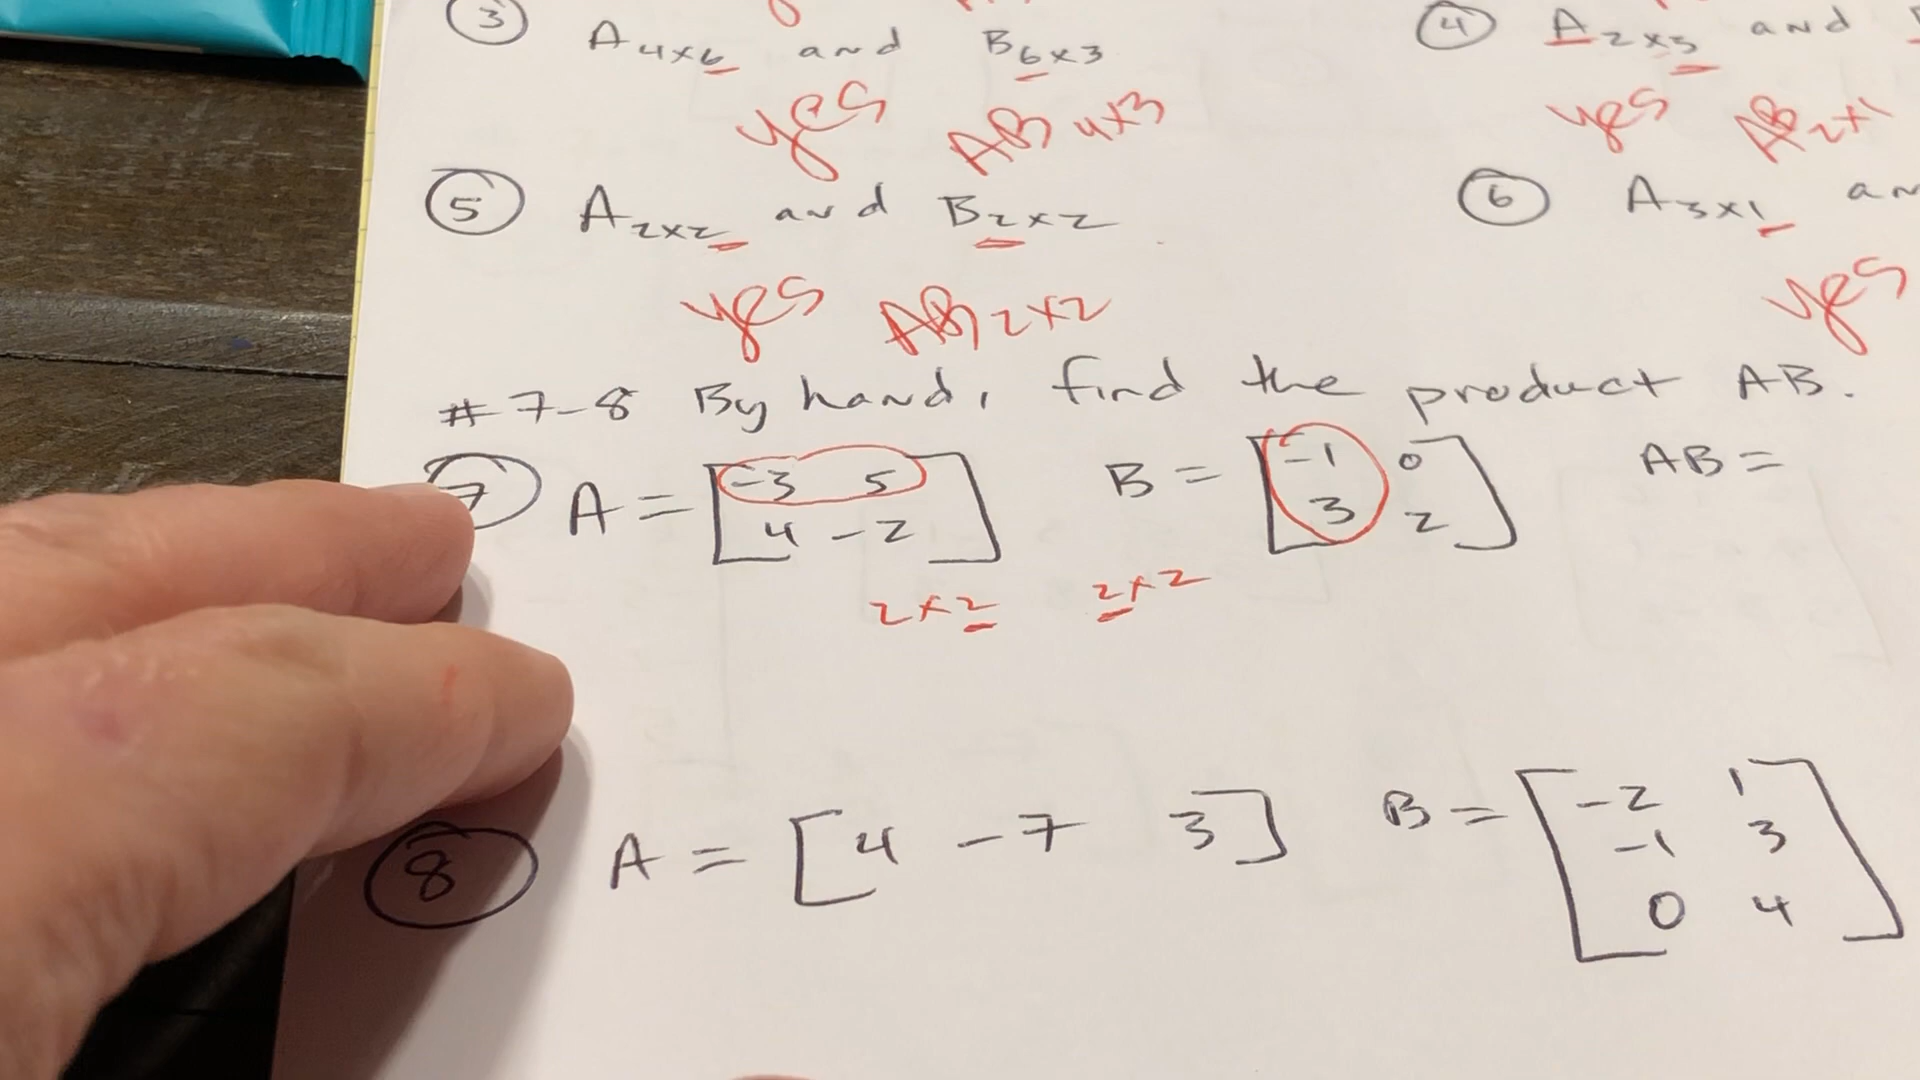 3 A4x6 and B6x3
4 A2x3 and
yes AB4x3
yes AB2x1
5 A2x2 and B2x2
6 A3x1
yes AB2x2
yes
#7-8 By hand, find the product AB.
7 A = [-3 5 B = [-1 0 AB =
4 -2] 3 2]
2x2 2x2
8 A = [4 -7 3] B = [-2 1
-1 3
0 4]